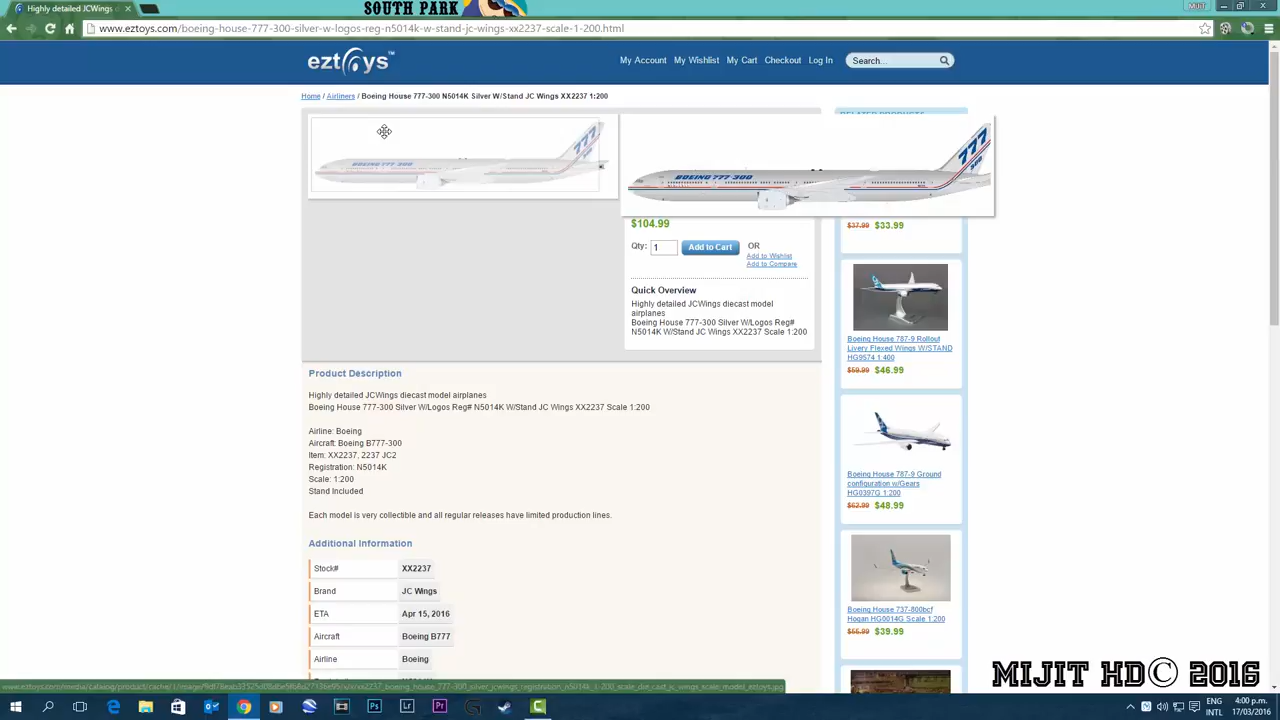 SOUTH PARK
Highly detailed JCWings d
Mijit
www.eztoys.com/boeing-house-777-300-silver-w-logos-reg-n5014k-w-stand-jc-wings-xx2237-scale-1-200.html
eztoys™
My Account My Wishlist My Cart Checkout Log In
Search...
Home / Airliners / Boeing House 777-300 N5014K Silver W/Stand JC Wings XX2237 1:200
RELATED PRODUCTS
BOEING 777-300
777
BOEING 777-300
777
$104.99
$37.99 $33.99
Qty: 1 Add to Cart OR
Add to Wishlist
Add to Compare
Quick Overview
Highly detailed JCWings diecast model
airplanes
Boeing House 777-300 Silver W/Logos Reg#
N5014K W/Stand JC Wings XX2237 Scale 1:200
Boeing House 787-9 Rollout
Livery Flexed Wings W/STAND
HG9574 1:400
$59.99 $46.99
Product Description
Highly detailed JCWings diecast model airplanes
Boeing House 777-300 Silver W/Logos Reg# N5014K W/Stand JC Wings XX2237 Scale 1:200
Airline: Boeing
Aircraft: Boeing B777-300
Item: XX2237, 2237 JC2
Registration: N5014K
Scale: 1:200
Stand Included
Each model is very collectible and all regular releases have limited production lines.
Boeing House 787-9 Ground
configuration w/Gears
HG0397G 1:200
$62.99 $48.99
Additional Information
Stock# XX2237
Brand JC Wings
ETA Apr 15, 2016
Aircraft Boeing B777
Airline Boeing
Boeing House 737-800bcf
Hogan HG0014G Scale 1:200
$55.99 $39.99
MIJIT HD© 2016
ENG
INTL
4:00 p.m.
17/03/2016